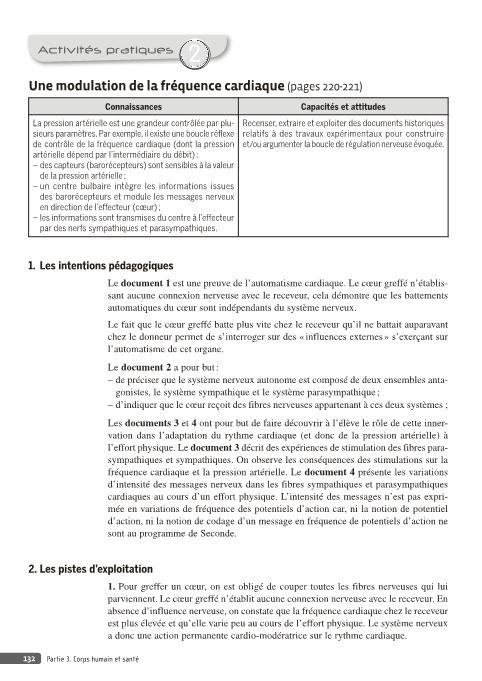 Activités pratiques 2
Une modulation de la fréquence cardiaque (pages 220-221)
Connaissances
Capacités et attitudes
La pression artérielle est une grandeur contrôlée par plu-
sieurs paramètres. Par exemple, il existe une boucle réflexe
de contrôle de la fréquence cardiaque (dont la pression
artérielle dépend par l'intermédiaire du débit) :
– des capteurs (barorécepteurs) sont sensibles à la valeur
de la pression artérielle ;
– un centre bulbaire intègre les informations issues
des barorécepteurs et module les messages nerveux
en direction de l'effecteur (cœur) ;
– les informations sont transmises du centre à l'effecteur
par des nerfs sympathiques et parasympathiques.
Recenser, extraire et exploiter des documents historiques
relatifs à des travaux expérimentaux pour construire
et/ou argumenter la boucle de régulation nerveuse évoquée.
1. Les intentions pédagogiques
Le document 1 est une preuve de l'automatisme cardiaque. Le cœur greffé n'établis-
sant aucune connexion nerveuse avec le receveur, cela démontre que les battements
automatiques du cœur sont indépendants du système nerveux.
Le fait que le cœur greffé batte plus vite chez le receveur qu'il ne battait auparavant
chez le donneur permet de s'interroger sur des « influences externes » s'exerçant sur
l'automatisme de cet organe.
Le document 2 a pour but :
– de préciser que le système nerveux autonome est composé de deux ensembles anta-
gonistes, le système sympathique et le système parasympathique ;
– d'indiquer que le cœur reçoit des fibres nerveuses appartenant à ces deux systèmes ;
Les documents 3 et 4 ont pour but de faire découvrir à l'élève le rôle de cette inner-
vation dans l'adaptation du rythme cardiaque (et donc de la pression artérielle) à
l'effort physique. Le document 3 décrit des expériences de stimulation des fibres para-
sympathiques et sympathiques. On observe les conséquences des stimulations sur la
fréquence cardiaque et la pression artérielle. Le document 4 présente les variations
d'intensité des messages nerveux dans les fibres sympathiques et parasympathiques
cardiaques au cours d'un effort physique. L'intensité des messages n'est pas expri-
mée en variations de fréquence des potentiels d'action car, ni la notion de potentiel
d'action, ni la notion de codage d'un message en fréquence de potentiels d'action ne
sont au programme de Seconde.
2. Les pistes d'exploitation
1. Pour greffer un cœur, on est obligé de couper toutes les fibres nerveuses qui lui
parviennent. Le cœur greffé n'établit aucune connexion nerveuse avec le receveur. En
absence d'influence nerveuse, on constate que la fréquence cardiaque chez le receveur
est plus élevée et qu'elle varie peu au cours de l'effort physique. Le système nerveux
a donc une action permanente cardio-modératrice sur le rythme cardiaque.
132 Partie 3. Corps humain et santé